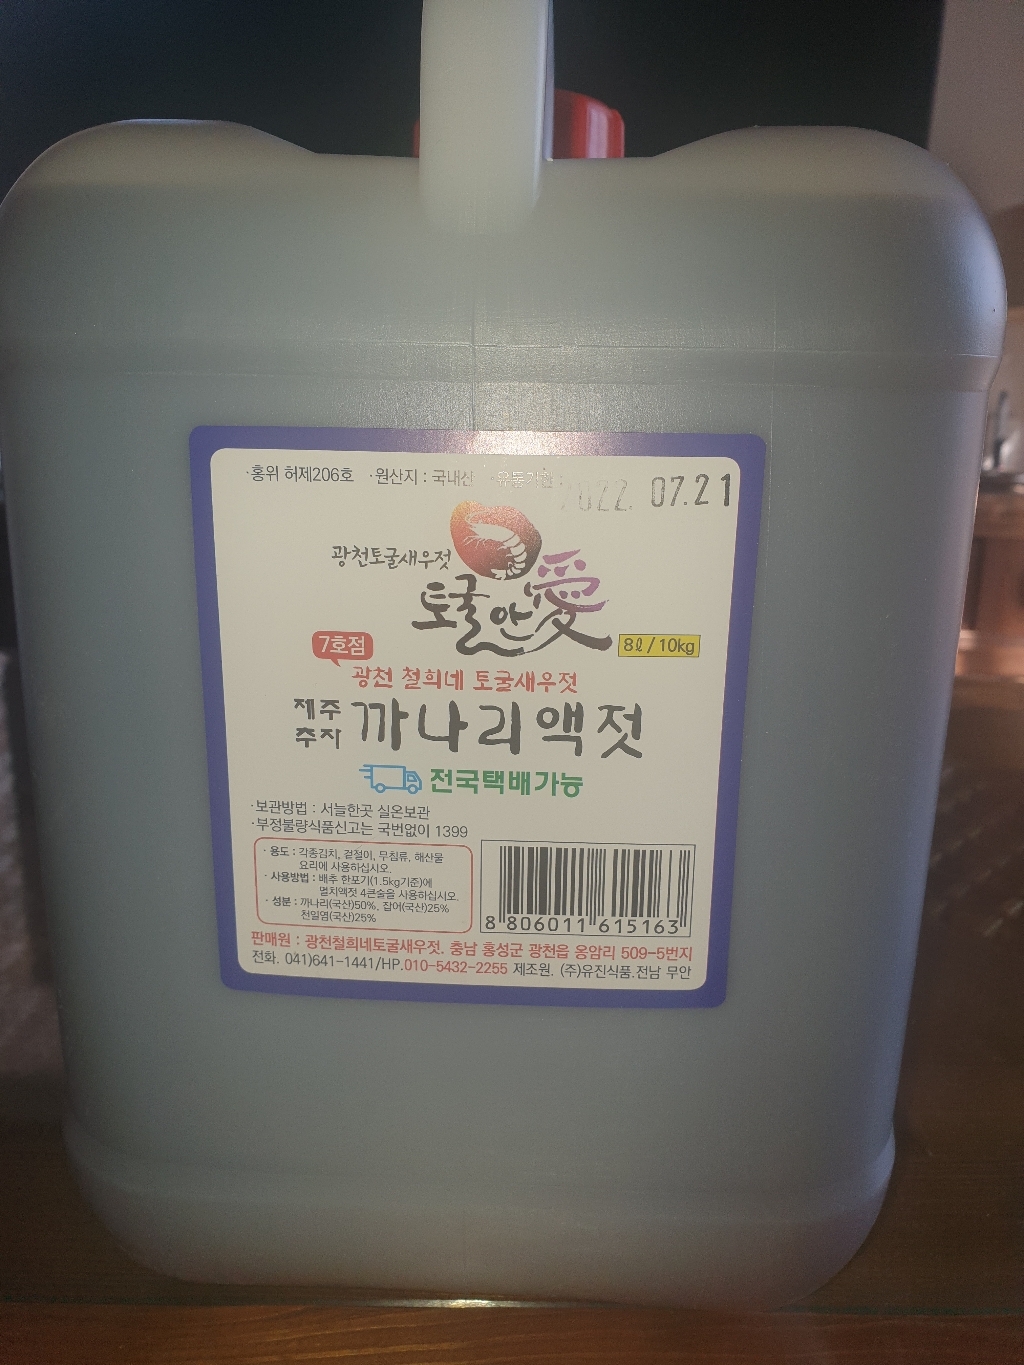 ·홍위 허제206호 ·원산지 : 국내산 ·유통기한 : 2022. 07.21
광천토굴새우젓
토굴안愛
7호점
8ℓ/10kg
광천 철희네 토굴새우젓
제주
추자
까나리액젓
전국택배가능
·보관방법 : 서늘한곳 실온보관
·부정불량식품신고는 국번없이 1399
· 용도 : 각종김치, 겉절이, 무침류, 해산물
요리에 사용하십시오.
· 사용방법 : 배추 한포기(1.5kg기준)에
멸치액젓 4큰술을 사용하십시오.
· 성분 : 까나리(국산)50%, 잡어(국산)25%
천일염(국산)25%
8 806011 615163
판매원 : 광천철희네토굴새우젓. 충남 홍성군 광천읍 옹암리 509-5번지
전화. 041)641-1441/HP.010-5432-2255 제조원. (주)유진식품.전남 무안